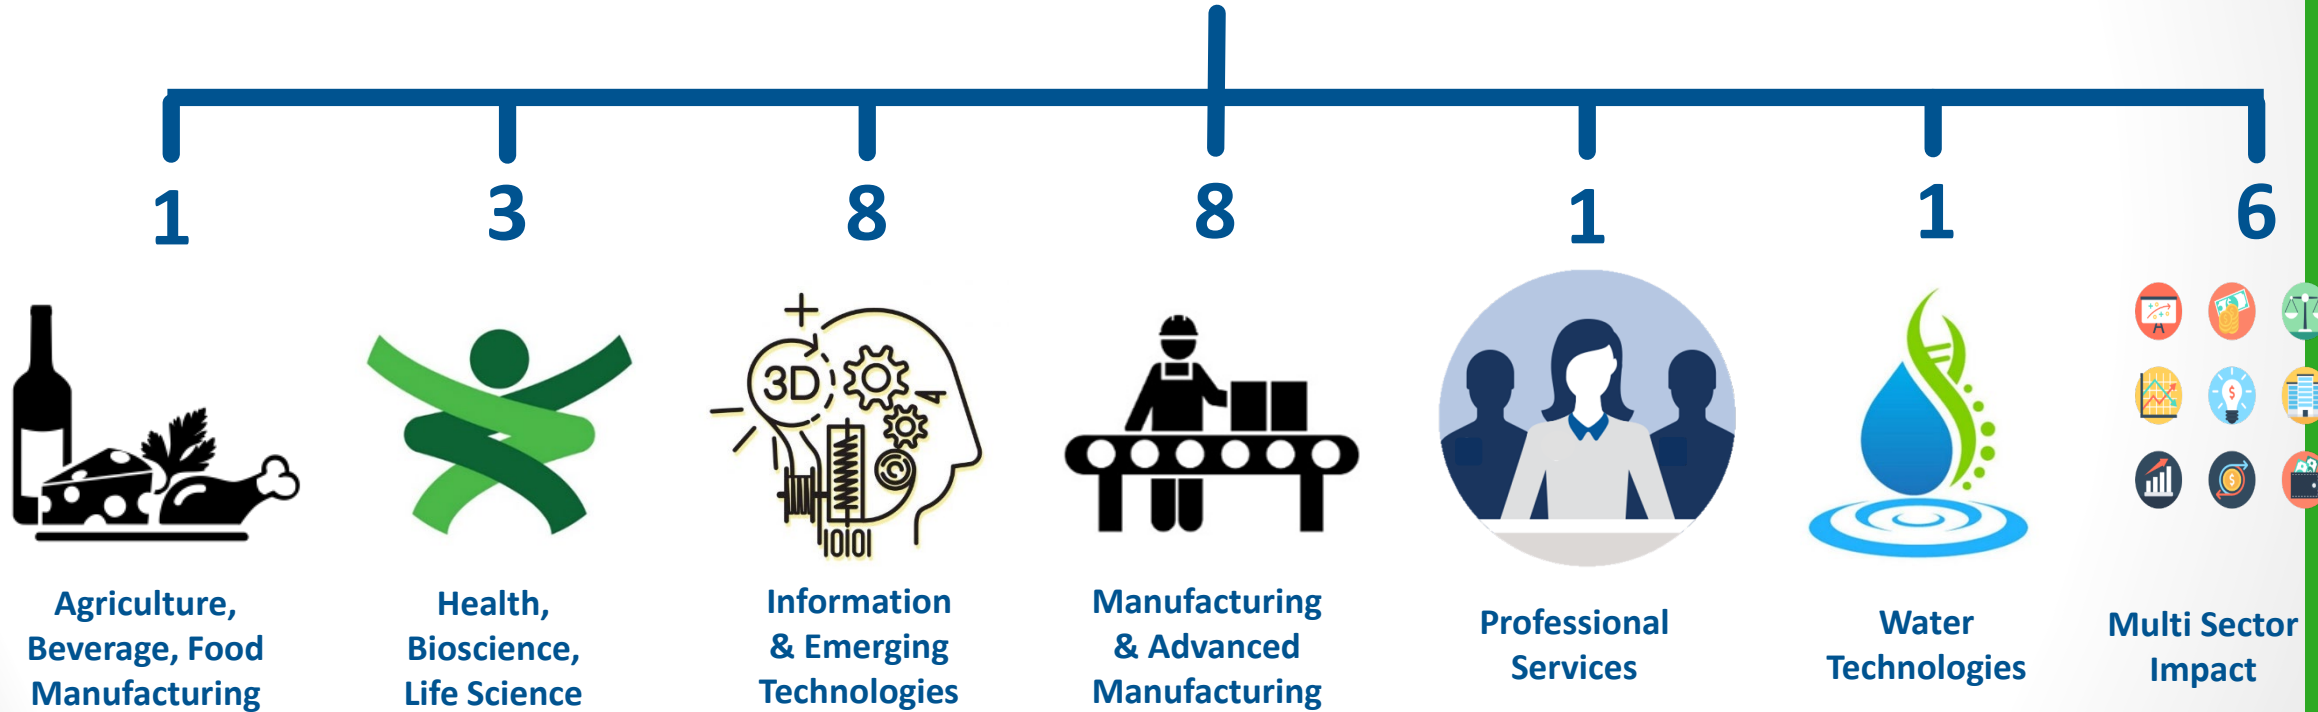 1
3
8
8
1
1
6
3D
10101
Agriculture,
Beverage, Food
Manufacturing
Health,
Bioscience,
Life Science
Information
& Emerging
Technologies
Manufacturing
& Advanced
Manufacturing
Professional
Services
Water
Technologies
Multi Sector
Impact